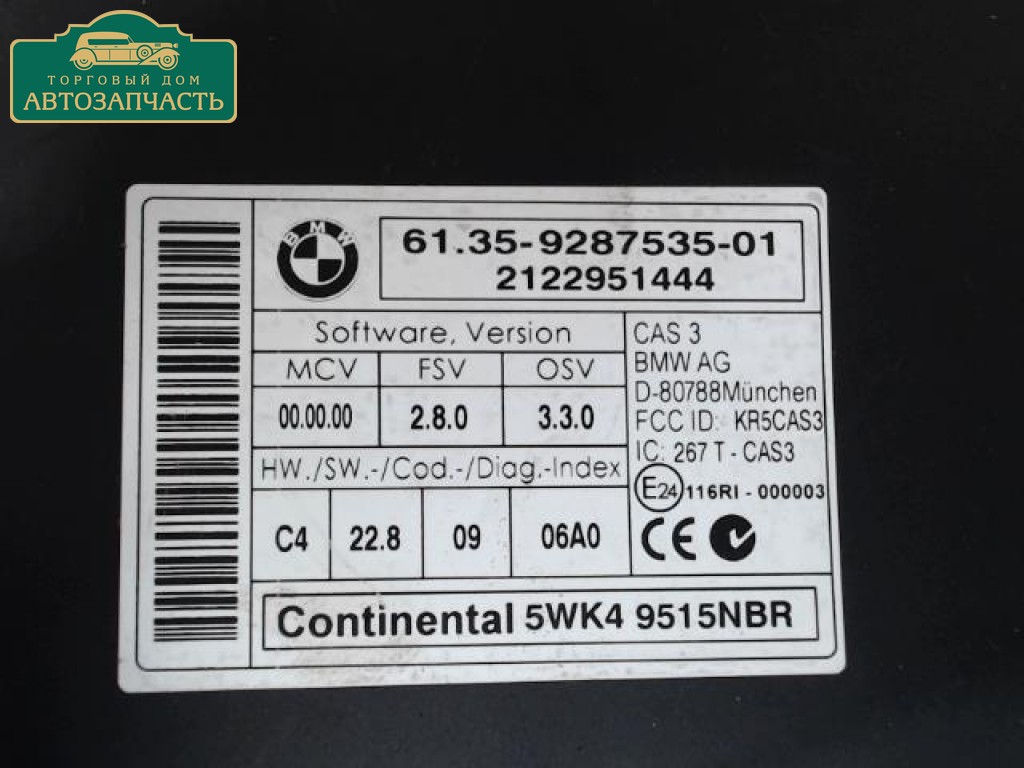 ТОРГОВЫЙ ДОМ
АВТОЗАПЧАСТЬ
BMW
61.35-9287535-01
2122951444
Software, Version
MCV FSV OSV
00.00.00 2.8.0 3.3.0
HW./SW.-/Cod.-/Diag.-Index
C4 22.8 09 06A0
CAS 3
BMW AG
D-80788München
FCC ID: KR5CAS3
IC: 267 T - CAS3
E24 116RI - 000003
CE
Continental 5WK4 9515NBR